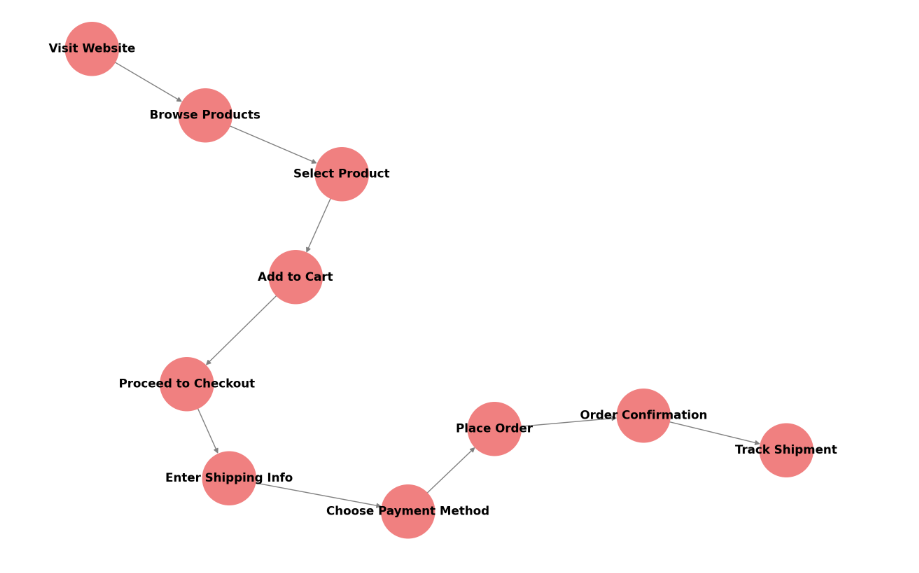 Visit Website
Browse Products
Select Product
Add to Cart
Proceed to Checkout
Enter Shipping Info
Choose Payment Method
Place Order
Order Confirmation
Track Shipment